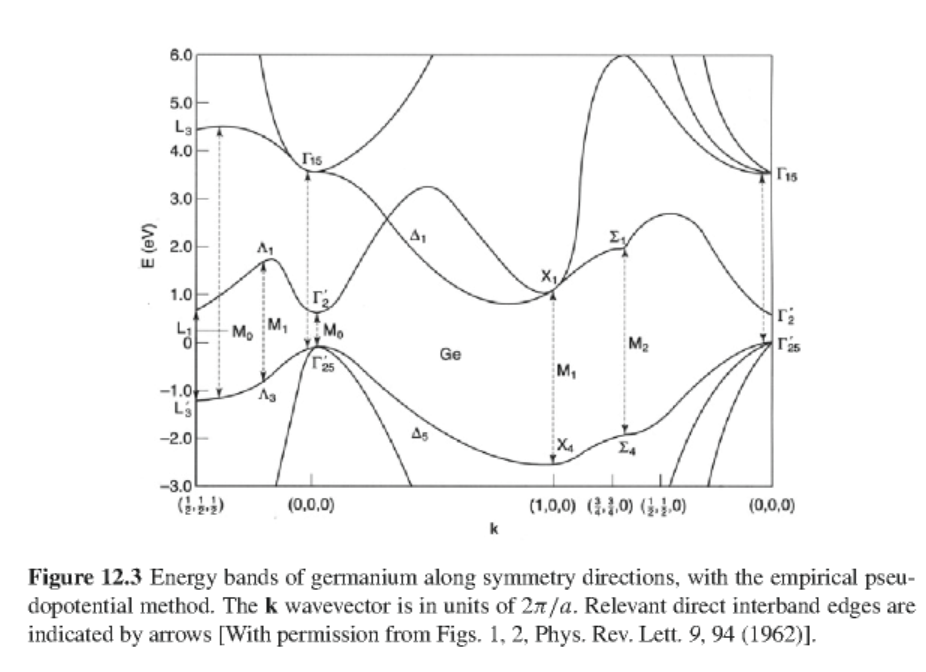 6.0
5.0
L₃
4.0
Γ₁₅
Γ₁₅
3.0
E (eV)
Δ₁
2.0
Λ₁
Σ₁
X₁
1.0
Γ₂′
Γ₂′
L₁
M₀
M₁
M₀
M₂
0
Γ₂₅′
Γ₂₅′
Ge
M₁
−1.0
Λ₃
L₃′
Δ₅
X₄
Σ₄
−2.0
−3.0
(½,½,½)
(0,0,0)
(1,0,0)
(¾,¾,0)
(½,½,0)
(0,0,0)
k
Figure 12.3 Energy bands of germanium along symmetry directions, with the empirical pseu-
dopotential method. The k wavevector is in units of 2π/a. Relevant direct interband edges are
indicated by arrows [With permission from Figs. 1, 2, Phys. Rev. Lett. 9, 94 (1962)].